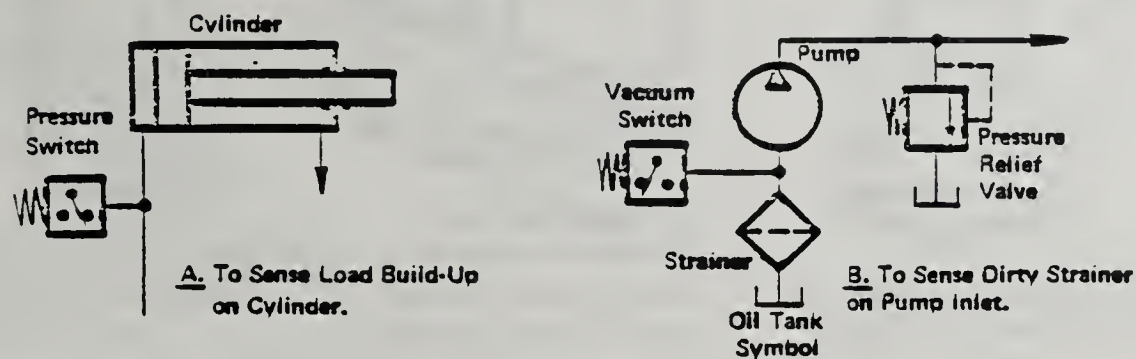 Cylinder
Pressure
Switch
A. To Sense Load Build-Up
on Cylinder.
Pump
Vacuum
Switch
Pressure
Relief
Valve
Strainer
Oil Tank
Symbol
B. To Sense Dirty Strainer
on Pump Inlet.